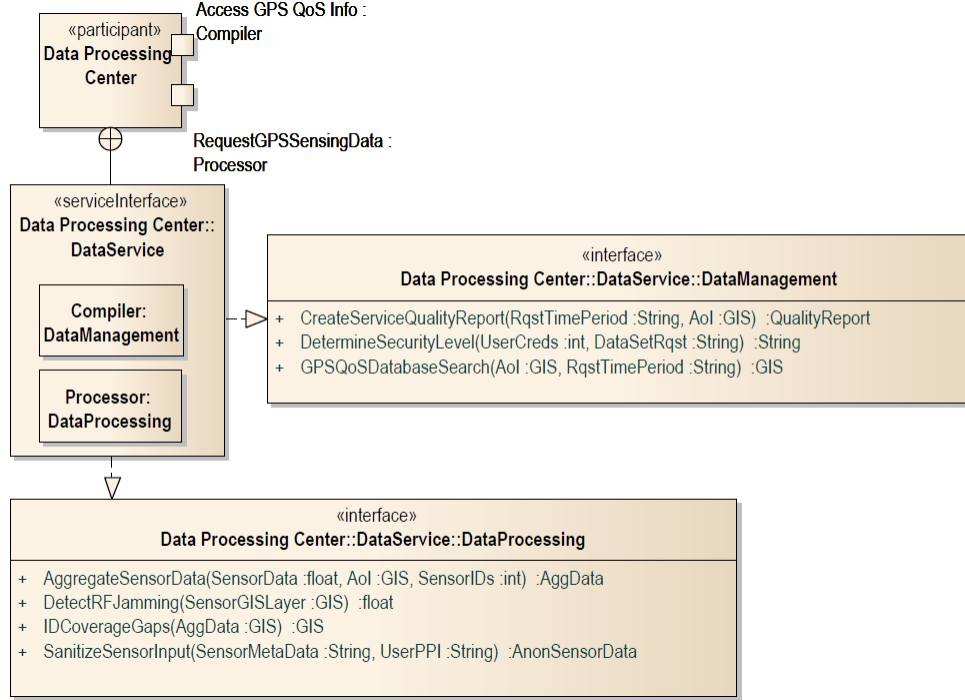 Access GPS QoS Info :
Compiler
«participant»
Data Processing
Center
RequestGPSSensingData :
Processor
«serviceInterface»
Data Processing Center::
DataService
Compiler:
DataManagement
Processor:
DataProcessing
«interface»
Data Processing Center::DataService::DataManagement
+ CreateServiceQualityReport(RqstTimePeriod :String, AoI :GIS) :QualityReport
+ DetermineSecurityLevel(UserCreds :int, DataSetRqst :String) :String
+ GPSQoSDatabaseSearch(AoI :GIS, RqstTimePeriod :String) :GIS
«interface»
Data Processing Center::DataService::DataProcessing
+ AggregateSensorData(SensorData :float, AoI :GIS, SensorIDs :int) :AggData
+ DetectRFJamming(SensorGISLayer :GIS) :float
+ IDCoverageGaps(AggData :GIS) :GIS
+ SanitizeSensorInput(SensorMetaData :String, UserPPI :String) :AnonSensorData